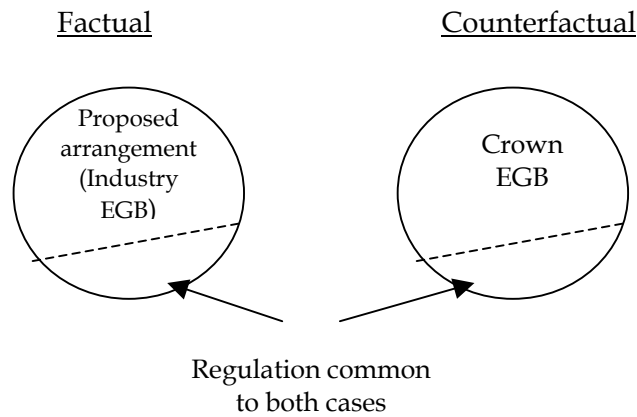 Factual
Counterfactual
Proposed
arrangement
(Industry
EGB)
Crown
EGB
Regulation common
to both cases